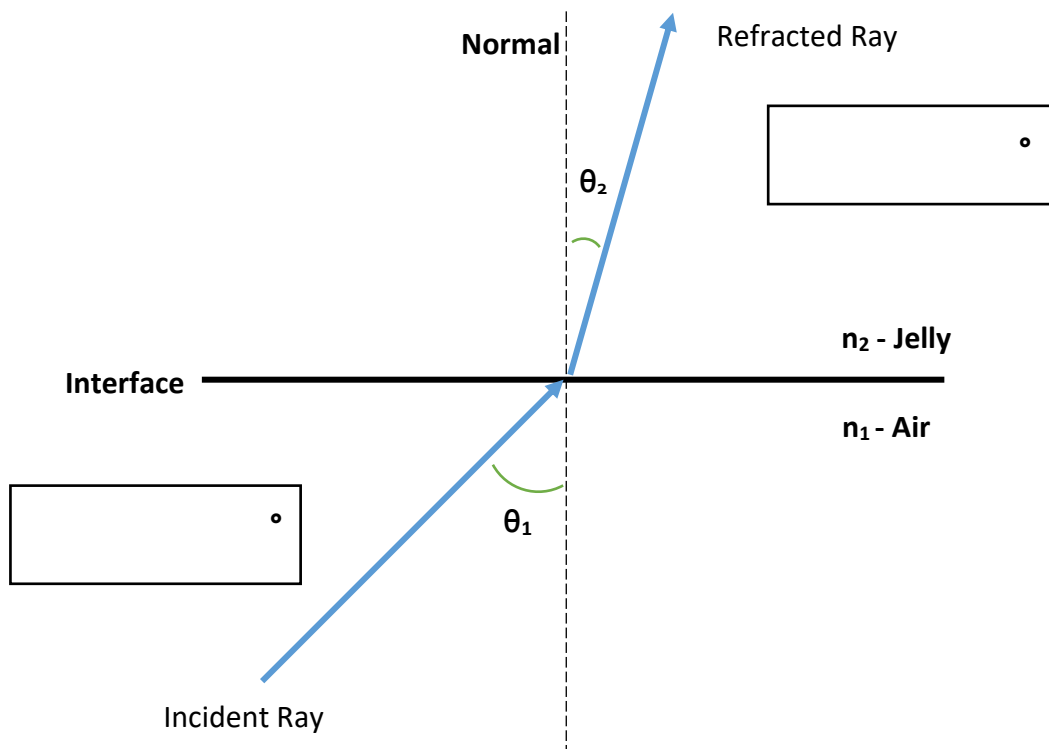 Normal
Refracted Ray
θ₂
n₂ - Jelly
Interface
n₁ - Air
θ₁
Incident Ray